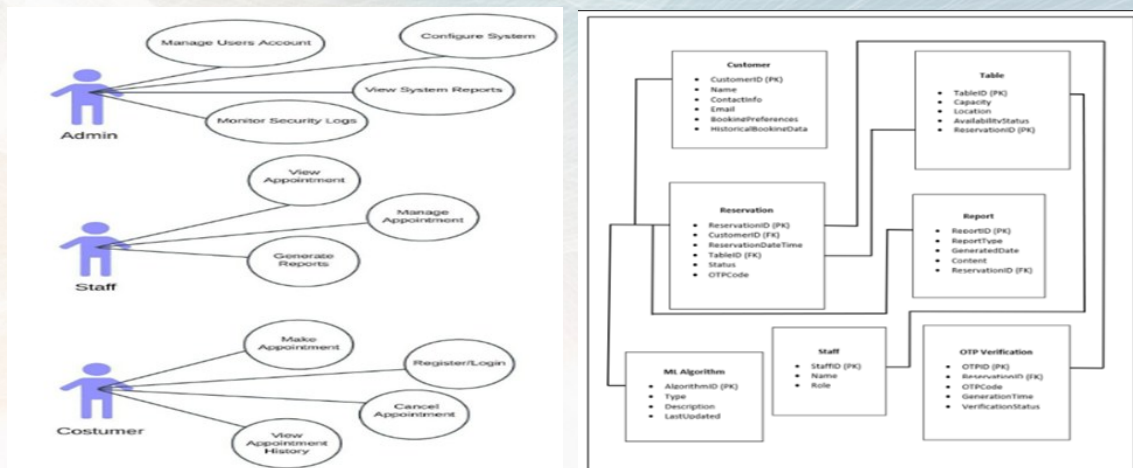 Manage Users Account
Configure System
View System Reports
Monitor Security Logs
Admin
View
Appointment
Manage
Appointment
Generate
Reports
Staff
Make
Appointment
Register/Login
Cancel
Appointment
View
Appointment
History
Costumer
Customer
• CustomerID (PK)
• Name
• ContactInfo
• Email
• BookingPreferences
• HistoricalBookingData
Table
• TableID (PK)
• Capacity
• Location
• AvailabilityStatus
• ReservationID (PK)
Reservation
• ReservationID (PK)
• CustomerID (FK)
• ReservationDateTime
• TableID (FK)
• Status
• OTPCode
Report
• ReportID (PK)
• ReportType
• GeneratedDate
• Content
• ReservationID (FK)
ML Algorithm
• AlgorithmID (PK)
• Type
• Description
• LastUpdated
Staff
• StaffID (PK)
• Name
• Role
OTP Verification
• OTPID (PK)
• ReservationID (FK)
• OTPCode
• GenerationTime
• VerificationStatus